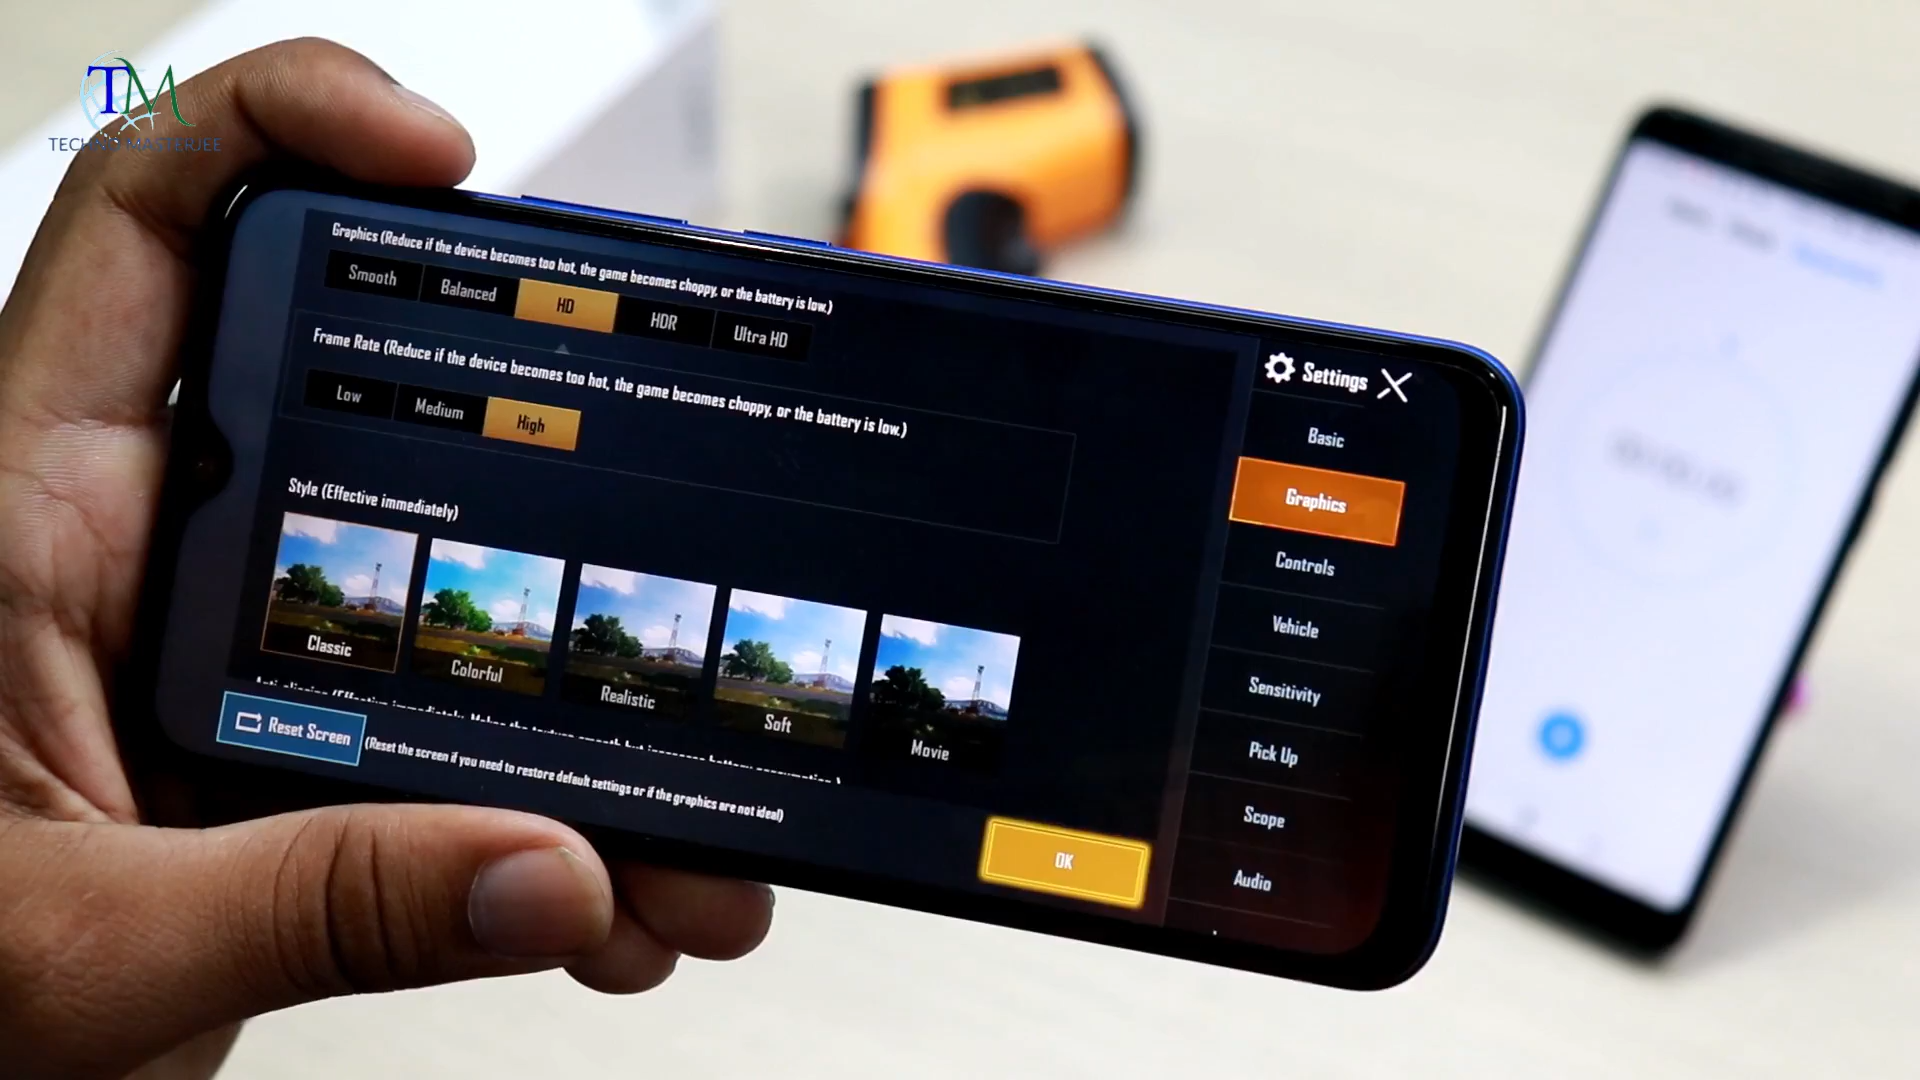 TM
TECHNO MASTERJEE
Graphics (Reduce if the device becomes too hot, the game becomes choppy, or the battery is low.)
Smooth Balanced HD HDR Ultra HD
Frame Rate (Reduce if the device becomes too hot, the game becomes choppy, or the battery is low.)
Low Medium High
Style (Effective immediately)
Classic Colorful Realistic Soft Movie
Reset Screen (Reset the screen if you need to restore default settings or if the graphics are not ideal)
OK
Settings
Basic
Graphics
Controls
Vehicle
Sensitivity
Pick Up
Scope
Audio